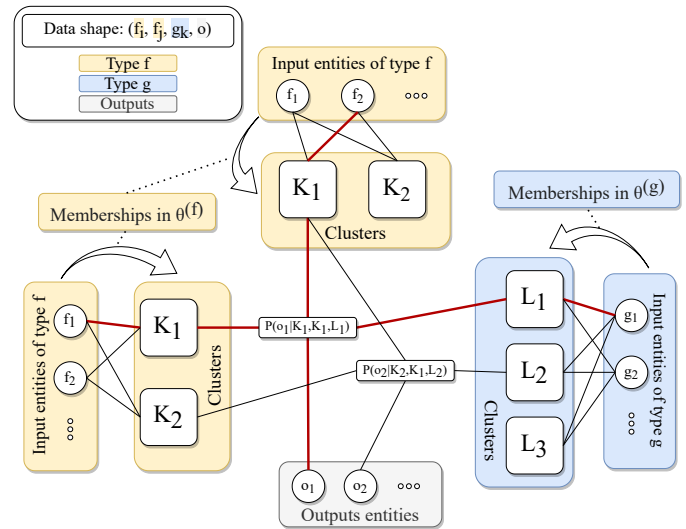 Data shape: (fi, fj, gk, o)
Type f
Type g
Outputs
Input entities of type f
f1 f2 ooo
K1 K2
Clusters
Memberships in θ(f)
Memberships in θ(g)
Input entities of type f
f1
f2
ooo
K1
K2
Clusters
P(o1|K1,K1,L1)
P(o2|K2,K1,L2)
L1
L2
L3
Clusters
g1
g2
ooo
Input entities of type g
o1 o2 ooo
Outputs entities